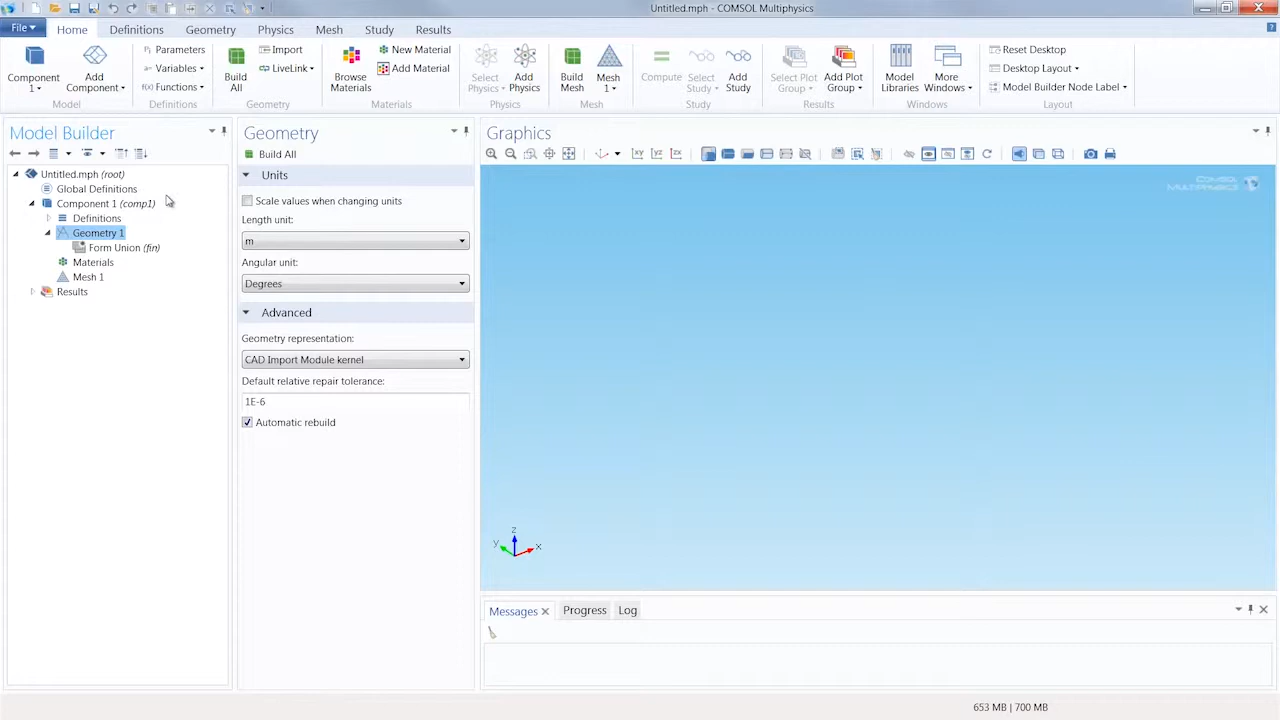 Untitled.mph - COMSOL Multiphysics
File Home Definitions Geometry Physics Mesh Study Results
Component 1
Add Component
Model
Parameters
Variables
f(x) Functions
Definitions
Build All
Import
LiveLink
Geometry
Browse Materials
New Material
Add Material
Materials
Select Physics
Add Physics
Physics
Build Mesh
Mesh 1
Mesh
Compute
Select Study
Add Study
Study
Select Plot Group
Add Plot Group
Results
Model Libraries
More Windows
Windows
Reset Desktop
Desktop Layout
Model Builder Node Label
Layout
Model Builder
Untitled.mph (root)
Global Definitions
Component 1 (comp1)
Definitions
Geometry 1
Form Union (fin)
Materials
Mesh 1
Results
Geometry
Build All
Units
Scale values when changing units
Length unit:
m
Angular unit:
Degrees
Advanced
Geometry representation:
CAD Import Module kernel
Default relative repair tolerance:
1E-6
Automatic rebuild
Graphics
xy yz zx
COMSOL
MULTIPHYSICS
z
y x
Messages Progress Log
653 MB | 700 MB